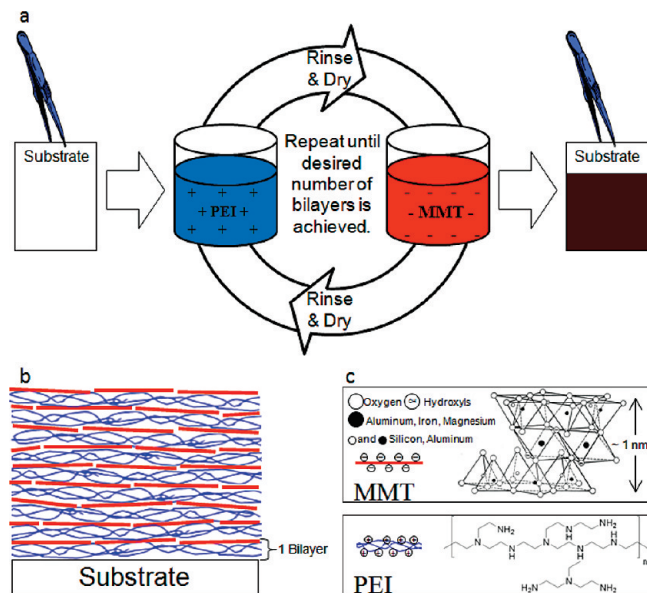 a
Rinse
& Dry
Substrate
Repeat until
desired
number of
bilayers is
achieved.
+ + +
+ PEI +
+ + +
- - - -
- MMT -
- - - -
Substrate
Rinse
& Dry
b
1 Bilayer
Substrate
c
Oxygen OH Hydroxyls
Aluminum, Iron, Magnesium
and Silicon, Aluminum
MMT
~ 1 nm
PEI
NH₂
H
N
NH₂
NH₂
H
N
N
N
N
N
H
N
H
N
n
H₂N
N
NH₂